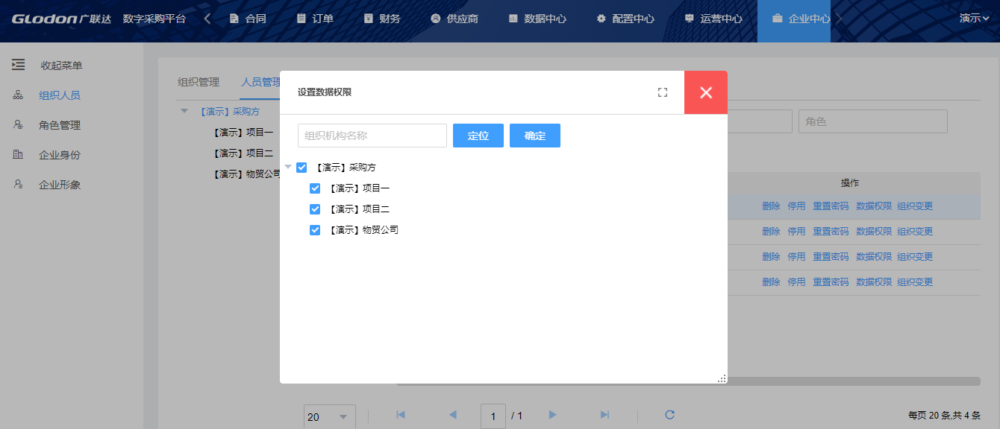 GLODON广联达 数字采购平台 合同 订单 财务 供应商 数据中心 配置中心 运营中心 企业中心 演示
收起菜单
组织人员
角色管理
企业身份
企业形象
组织管理 人员管理
【演示】采购方
【演示】项目一
【演示】项目二
【演示】物贸公司
设置数据权限
组织机构名称 定位 确定
【演示】采购方
【演示】项目一
【演示】项目二
【演示】物贸公司
角色
操作
删除 停用 重置密码 数据权限 组织变更
删除 停用 重置密码 数据权限 组织变更
删除 停用 重置密码 数据权限 组织变更
删除 停用 重置密码 数据权限 组织变更
20 1 / 1 每页 20 条,共 4 条